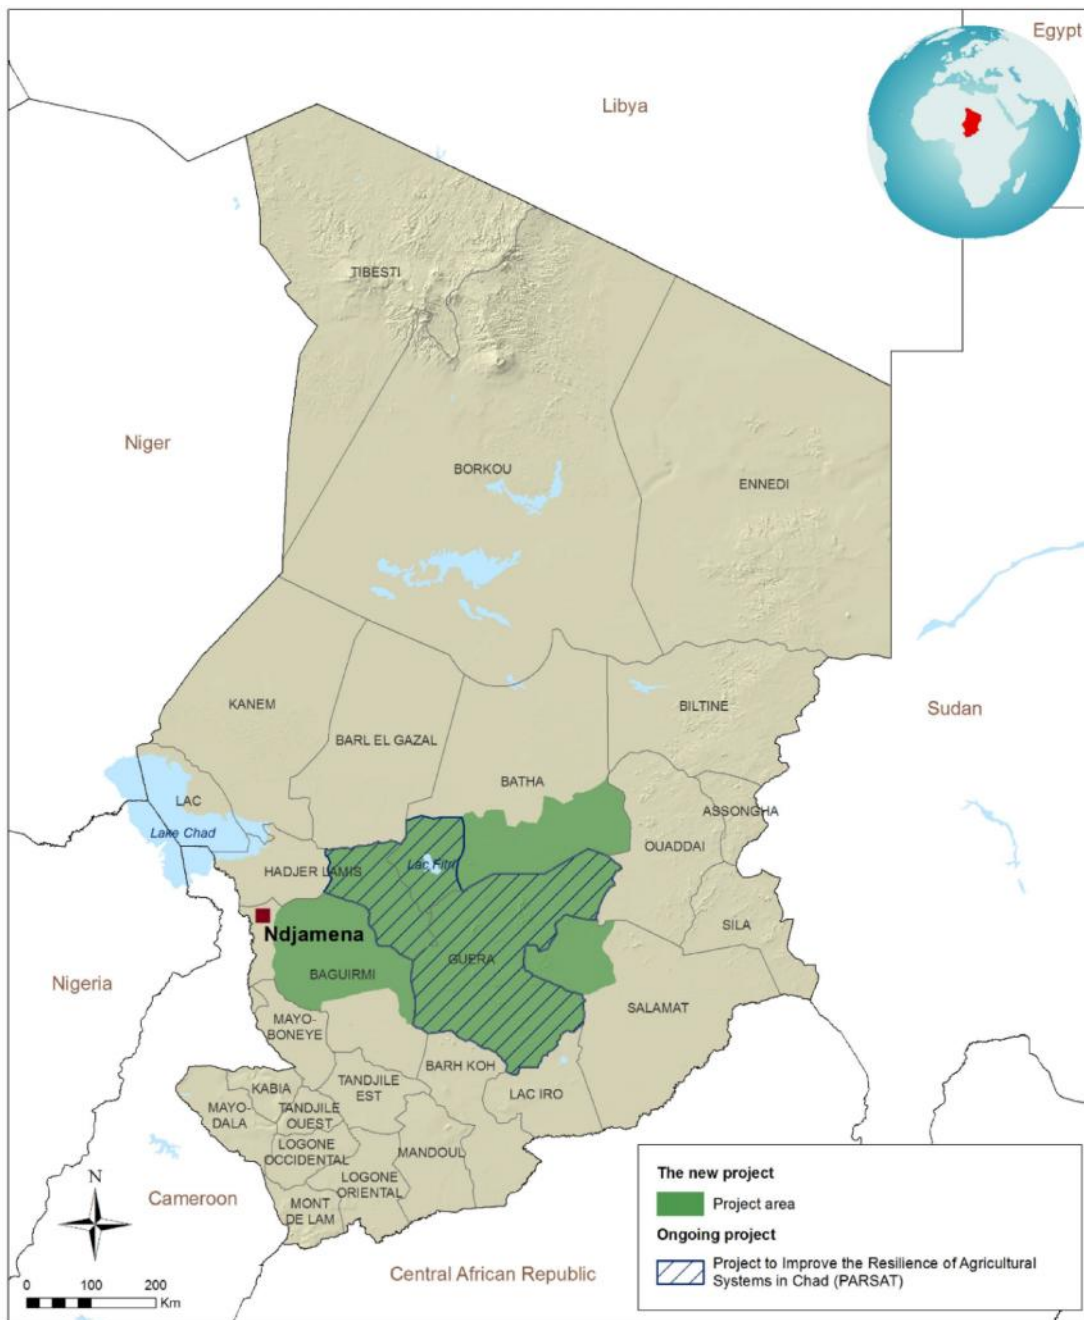 Egypt
Libya
TIBESTI
Niger
BORKOU
ENNEDI
KANEM
BILTINE
Sudan
BARL EL GAZAL
BATHA
LAC
ASSONGHA
Lake Chad
OUADDAI
HADJER LAMIS
Lac Fitri
Ndjamena
SILA
GUERA
BAGUIRMI
Nigeria
SALAMAT
MAYO-
BONEYE
BARH KOH
TANDJILE
EST
KABIA
LAC IRO
MAYO-
DALA
TANDJILE
OUEST
LOGONE
OCCIDENTAL
MANDOUL
LOGONE
ORIENTAL
MONT
DE LAM
N
Cameroon
Central African Republic
0 100 200
Km
The new project
Project area
Ongoing project
Project to Improve the Resilience of Agricultural
Systems in Chad (PARSAT)